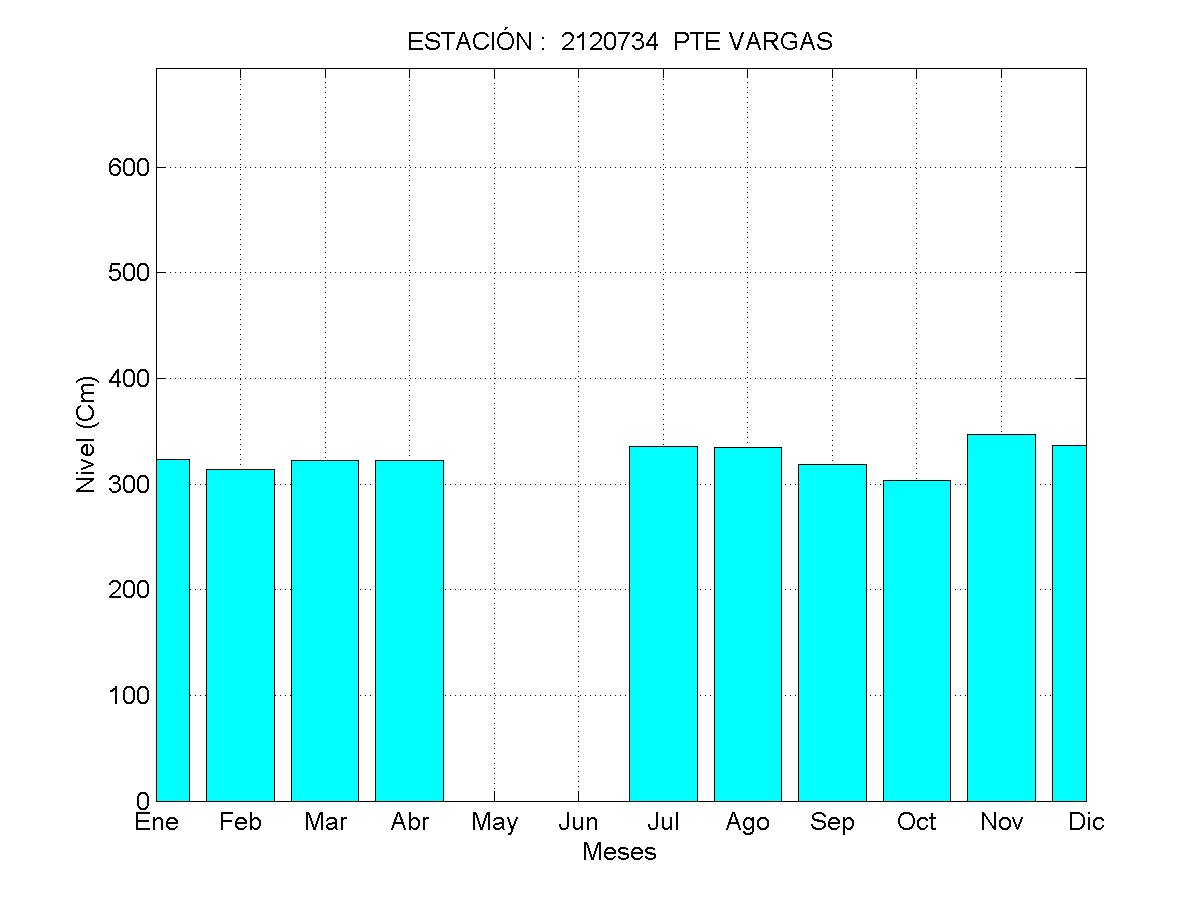 ESTACIÓN :  2120734  PTE VARGAS
600
500
400
300
200
100
0
Nivel (Cm)
Ene Feb Mar Abr May Jun Jul Ago Sep Oct Nov Dic
Meses